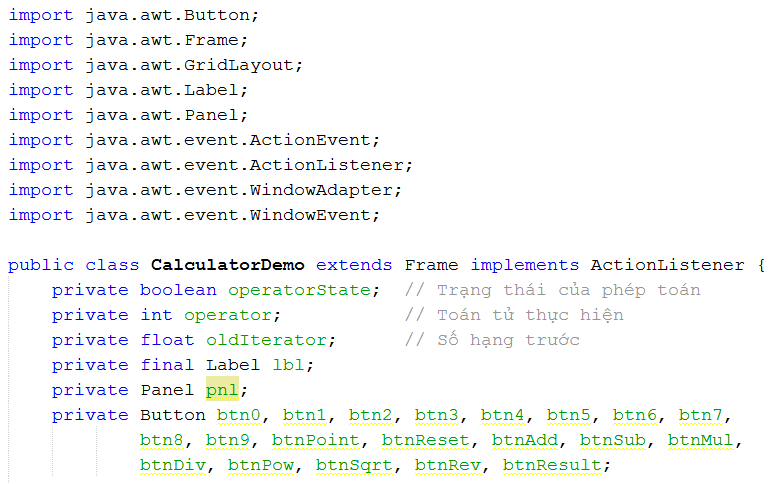 import java.awt.Button;
import java.awt.Frame;
import java.awt.GridLayout;
import java.awt.Label;
import java.awt.Panel;
import java.awt.event.ActionEvent;
import java.awt.event.ActionListener;
import java.awt.event.WindowAdapter;
import java.awt.event.WindowEvent;

public class CalculatorDemo extends Frame implements ActionListener {
    private boolean operatorState;  // Trạng thái của phép toán
    private int operator;           // Toán tử thực hiện
    private float oldIterator;      // Số hạng trước
    private final Label lbl;
    private Panel pnl;
    private Button btn0, btn1, btn2, btn3, btn4, btn5, btn6, btn7,
            btn8, btn9, btnPoint, btnReset, btnAdd, btnSub, btnMul,
            btnDiv, btnPow, btnSqrt, btnRev, btnResult;